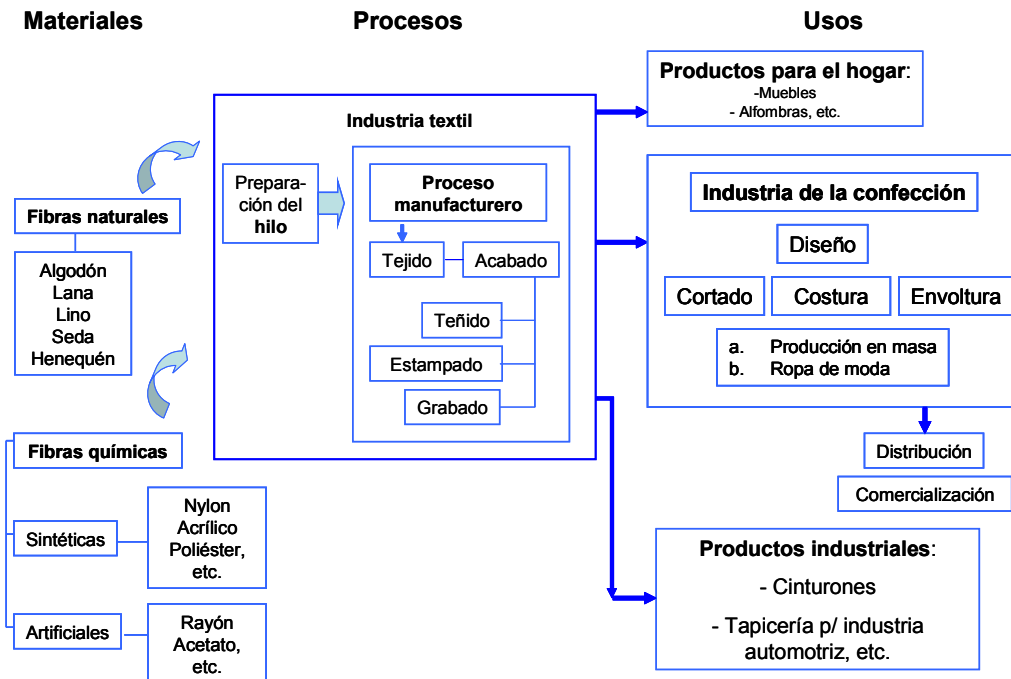 Materiales
Procesos
Usos
Fibras naturales
Algodón
Lana
Lino
Seda
Henequén
Fibras químicas
Sintéticas
Nylon
Acrílico
Poliéster,
etc.
Artificiales
Rayón
Acetato,
etc.
Industria textil
Prepara-
ción del
hilo
Proceso
manufacturero
Tejido
Acabado
Teñido
Estampado
Grabado
Productos para el hogar:
-Muebles
- Alfombras, etc.
Industria de la confección
Diseño
Cortado
Costura
Envoltura
a. Producción en masa
b. Ropa de moda
Distribución
Comercialización
Productos industriales:
- Cinturones
- Tapicería p/ industria
automotriz, etc.